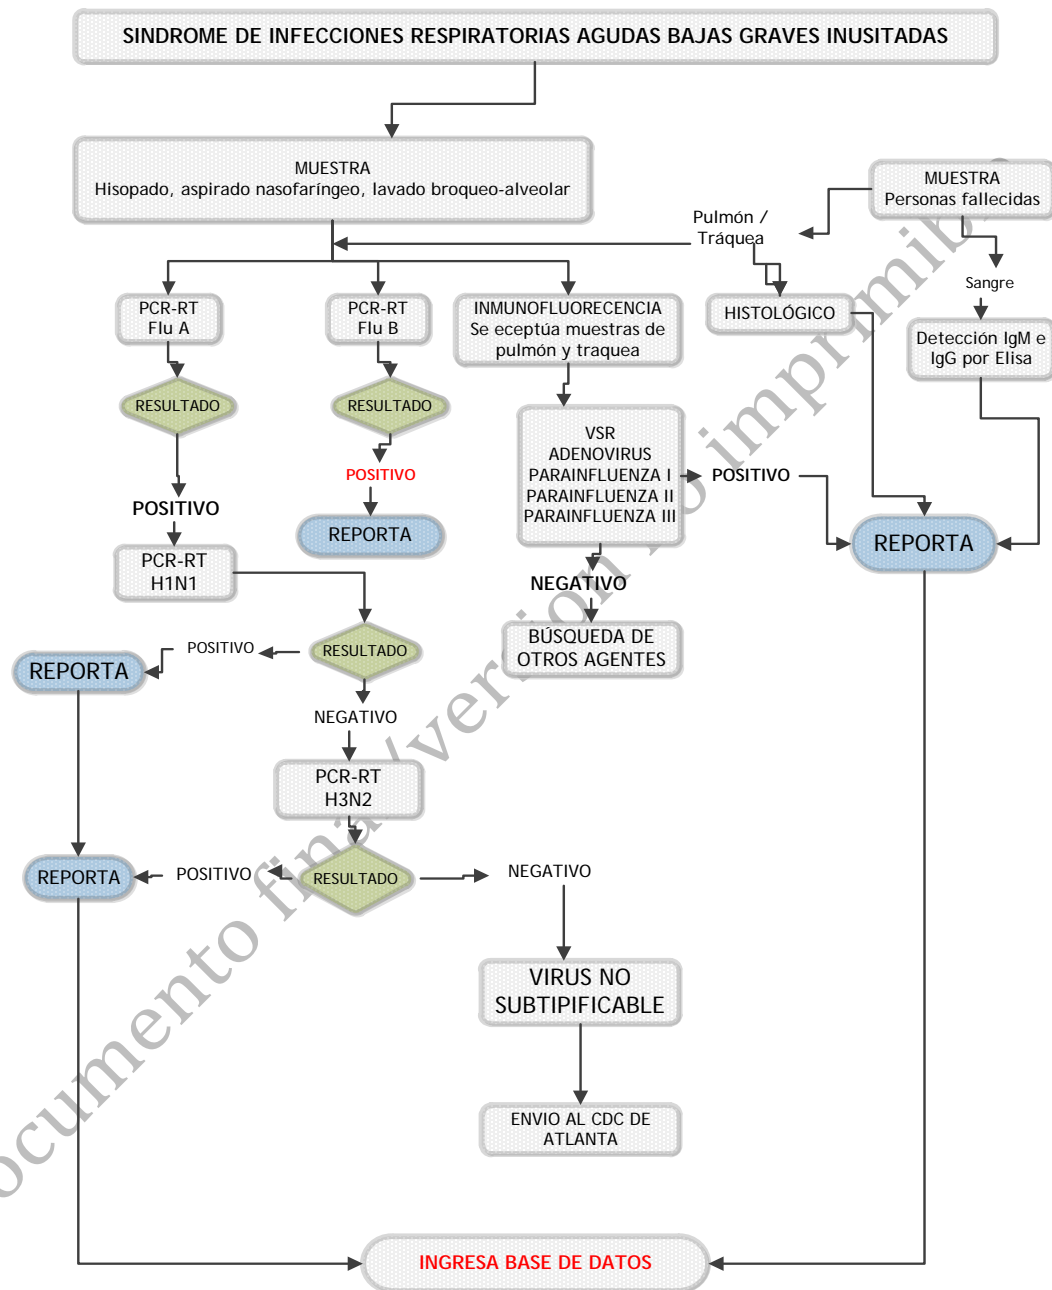 SINDROME DE INFECCIONES RESPIRATORIAS AGUDAS BAJAS GRAVES INUSITADAS
MUESTRA
Hisopado, aspirado nasofaríngeo, lavado broqueo-alveolar
MUESTRA
Personas fallecidas
Pulmón /
Tráquea
Sangre
PCR-RT
Flu A
PCR-RT
Flu B
INMUNOFLUORECENCIA
Se eceptúa muestras de
pulmón y traquea
HISTOLÓGICO
Detección IgM e
IgG por Elisa
RESULTADO
RESULTADO
VSR
ADENOVIRUS
PARAINFLUENZA I
PARAINFLUENZA II
PARAINFLUENZA III
POSITIVO
POSITIVO
POSITIVO
REPORTA
REPORTA
PCR-RT
H1N1
NEGATIVO
BÚSQUEDA DE
OTROS AGENTES
RESULTADO
POSITIVO
REPORTA
NEGATIVO
PCR-RT
H3N2
RESULTADO
POSITIVO
REPORTA
NEGATIVO
VIRUS NO
SUBTIPIFICABLE
ENVIO AL CDC DE
ATLANTA
INGRESA BASE DE DATOS